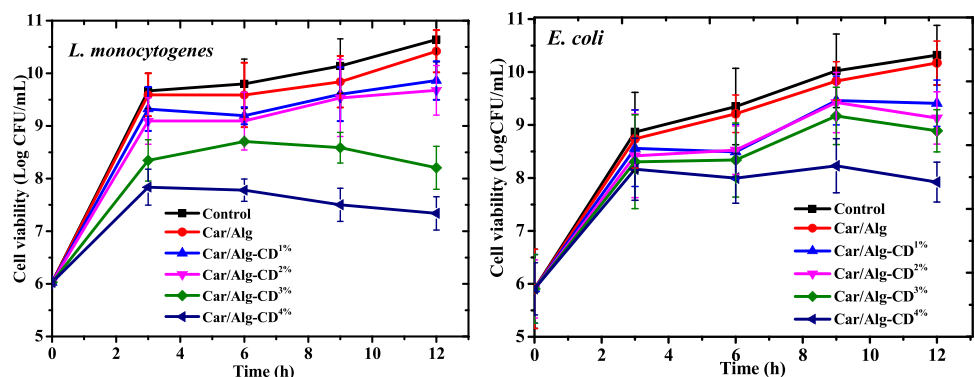 L. monocytogenes
Cell viability (Log CFU/mL)
11
10
9
8
7
6
5
Control
Car/Alg
Car/Alg-CD1%
Car/Alg-CD2%
Car/Alg-CD3%
Car/Alg-CD4%
0 2 4 6 8 10 12
Time (h)
E. coli
Cell viability (LogCFU/mL)
11
10
9
8
7
6
5
Control
Car/Alg
Car/Alg-CD1%
Car/Alg-CD2%
Car/Alg-CD3%
Car/Alg-CD4%
0 2 4 6 8 10 12
Time (h)